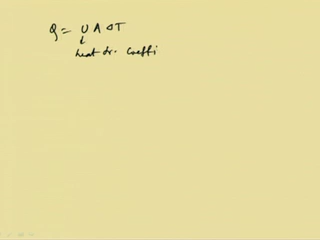 Q = U A ΔT
↓
heat tr. coeffi